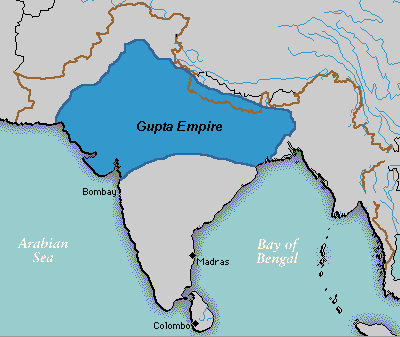 Gupta Empire
Bombay
Arabian
Sea
Bay of
Bengal
Madras
Colombo